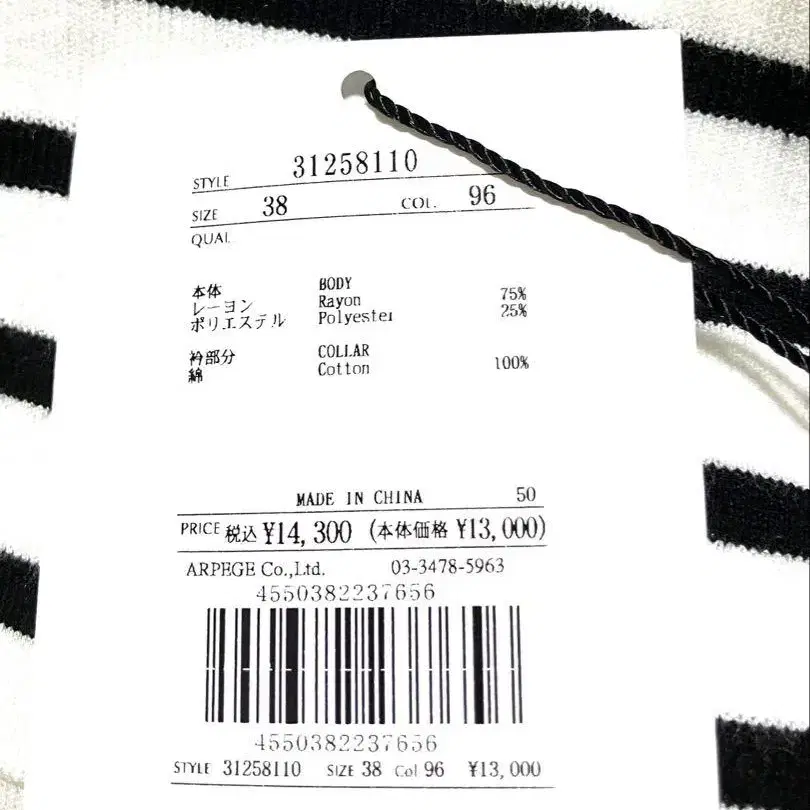 STYLE 31258110
SIZE 38 COL. 96
QUAL
本体 BODY
レーヨン Rayon 75%
ポリエステル Polyester 25%
衿部分 COLLAR
綿 Cotton 100%
MADE IN CHINA 50
PRICE 税込 ¥14,300 (本体価格 ¥13,000)
ARPEGE Co.,Ltd. 03-3478-5963
4550382237656
4550382237656
STYLE 31258110 SIZE 38 Col 96 ¥13,000